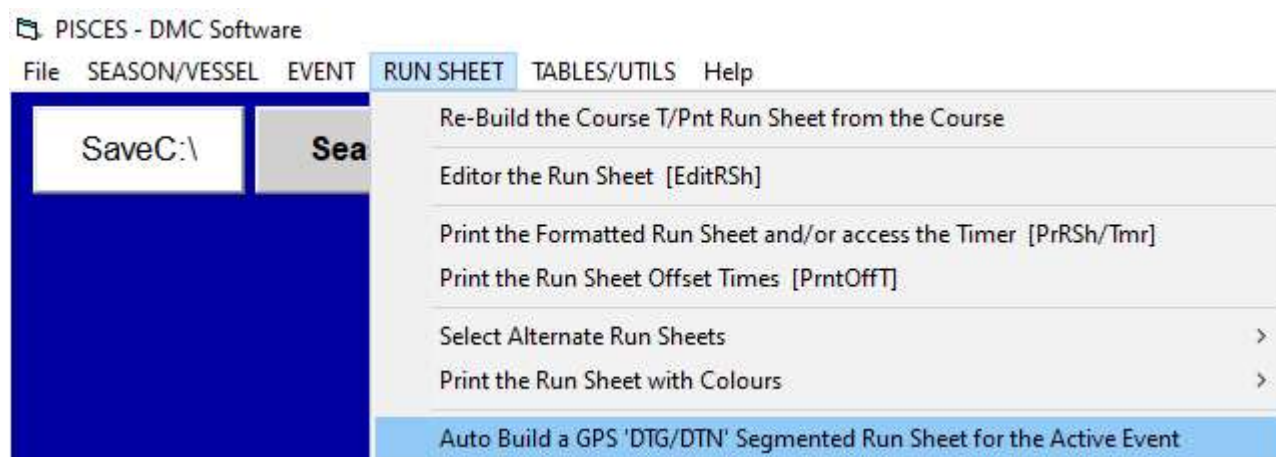 PISCES - DMC Software
File SEASON/VESSEL EVENT RUN SHEET TABLES/UTILS Help
SaveC:\ Sea
Re-Build the Course T/Pnt Run Sheet from the Course
Editor the Run Sheet [EditRSh]
Print the Formatted Run Sheet and/or access the Timer [PrRSh/Tmr]
Print the Run Sheet Offset Times [PrntOffT]
Select Alternate Run Sheets >
Print the Run Sheet with Colours >
Auto Build a GPS 'DTG/DTN' Segmented Run Sheet for the Active Event